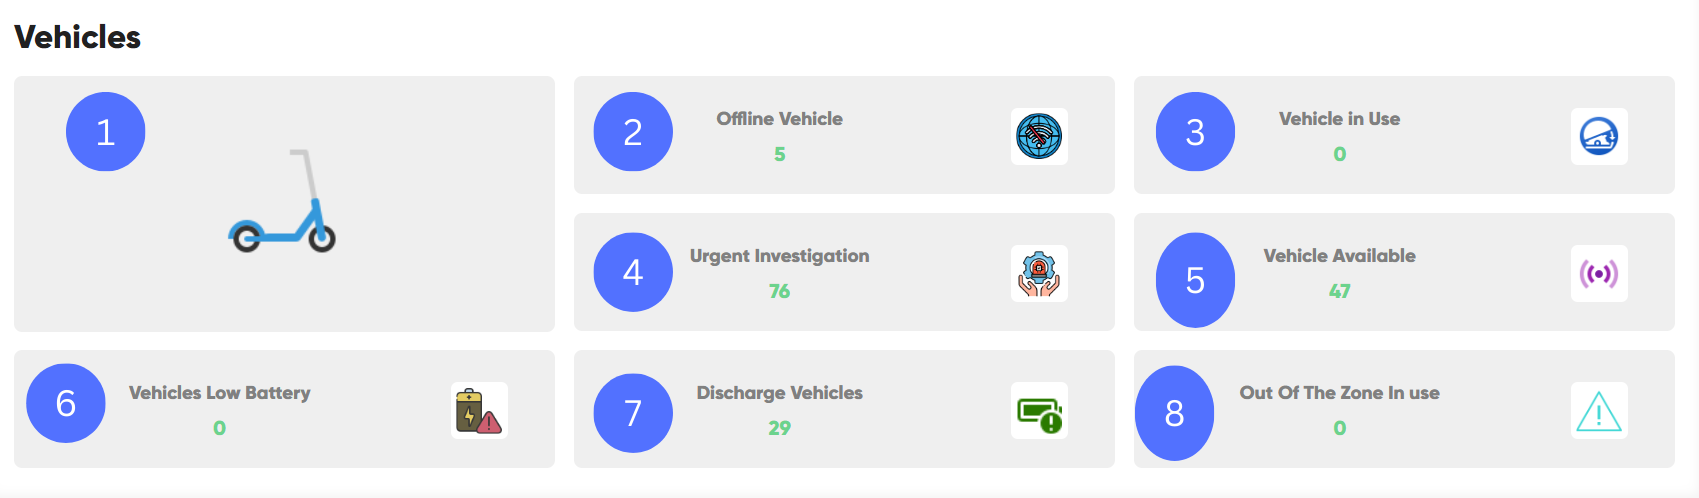 Vehicles
1
2
Offline Vehicle
5
3
Vehicle in Use
0
4
Urgent Investigation
76
5
Vehicle Available
47
6
Vehicles Low Battery
0
7
Discharge Vehicles
29
8
Out Of The Zone In use
0